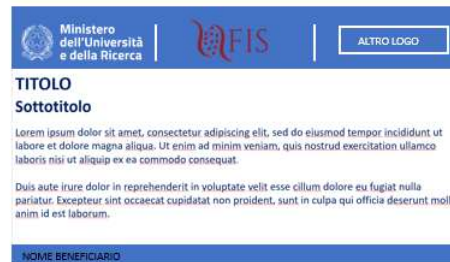 Ministero
dell'Università
e della Ricerca
FIS
ALTRO LOGO
TITOLO
Sottotitolo
Lorem ipsum dolor sit amet, consectetur adipiscing elit, sed do eiusmod tempor incididunt ut
labore et dolore magna aliqua. Ut enim ad minim veniam, quis nostrud exercitation ullamco
laboris nisi ut aliquip ex ea commodo consequat.
Duis aute irure dolor in reprehenderit in voluptate velit esse cillum dolore eu fugiat nulla
pariatur. Excepteur sint occaecat cupidatat non proident, sunt in culpa qui officia deserunt moll
anim id est laborum.
NOME BENEFICIARIO